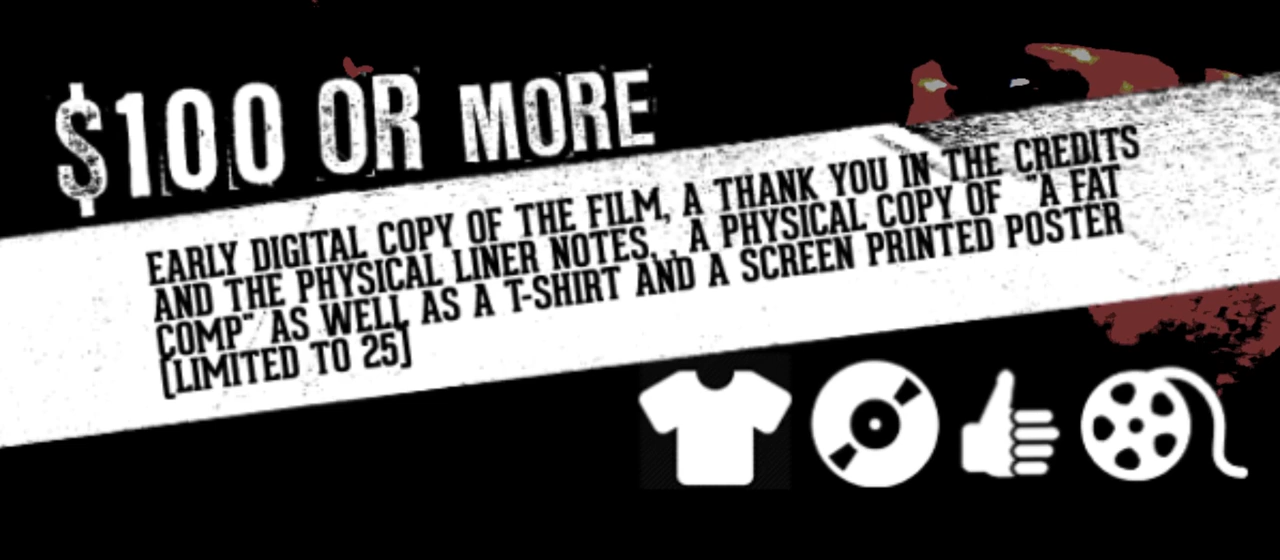 $100 OR MORE
EARLY DIGITAL COPY OF THE FILM, A THANK YOU IN THE CREDITS
AND THE PHYSICAL LINER NOTES, , A PHYSICAL COPY OF "A FAT
COMP" AS WELL AS A T-SHIRT AND A SCREEN PRINTED POSTER
[LIMITED TO 25]